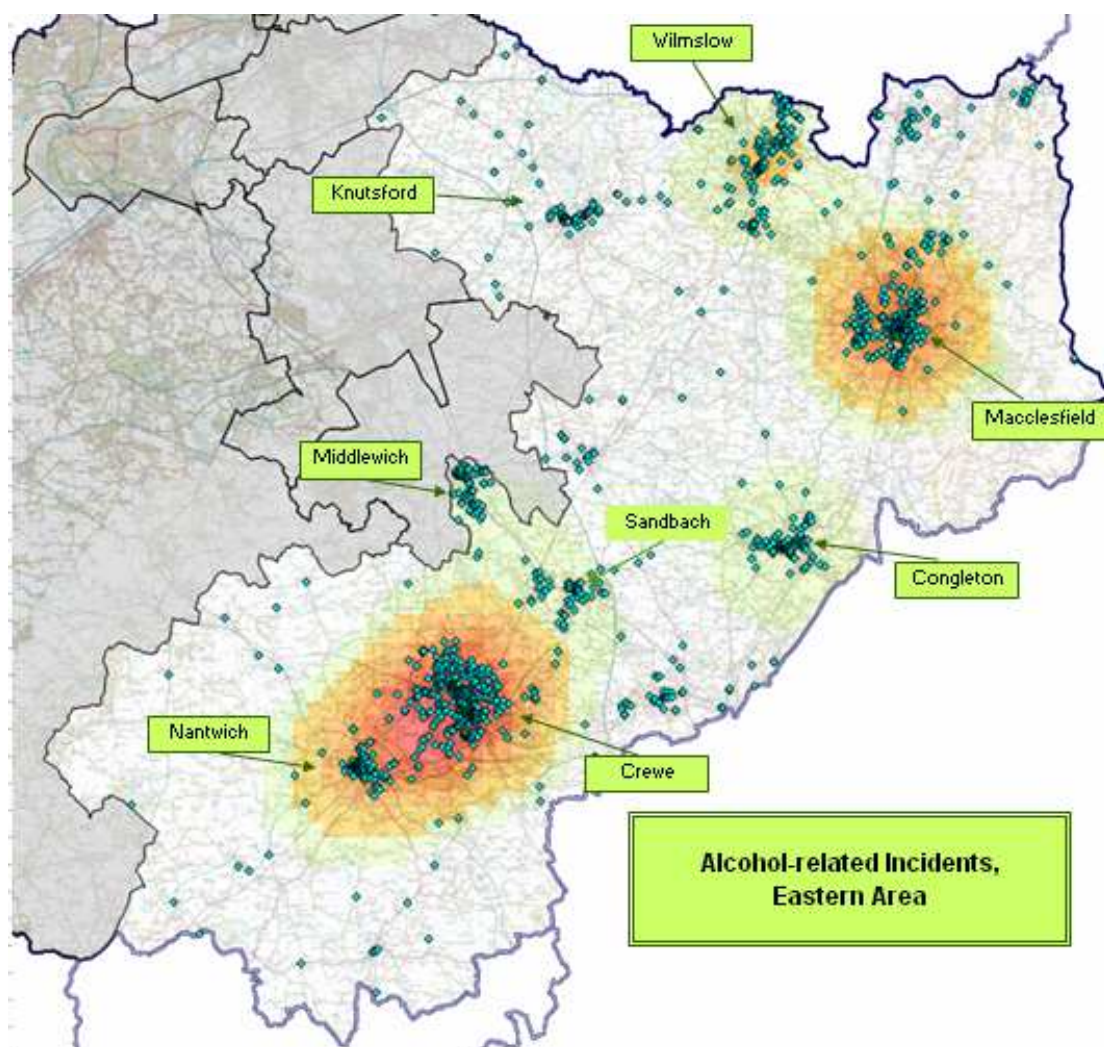 Wilmslow
Knutsford
Macclesfield
Middlewich
Sandbach
Congleton
Nantwich
Crewe
Alcohol-related Incidents,
Eastern Area